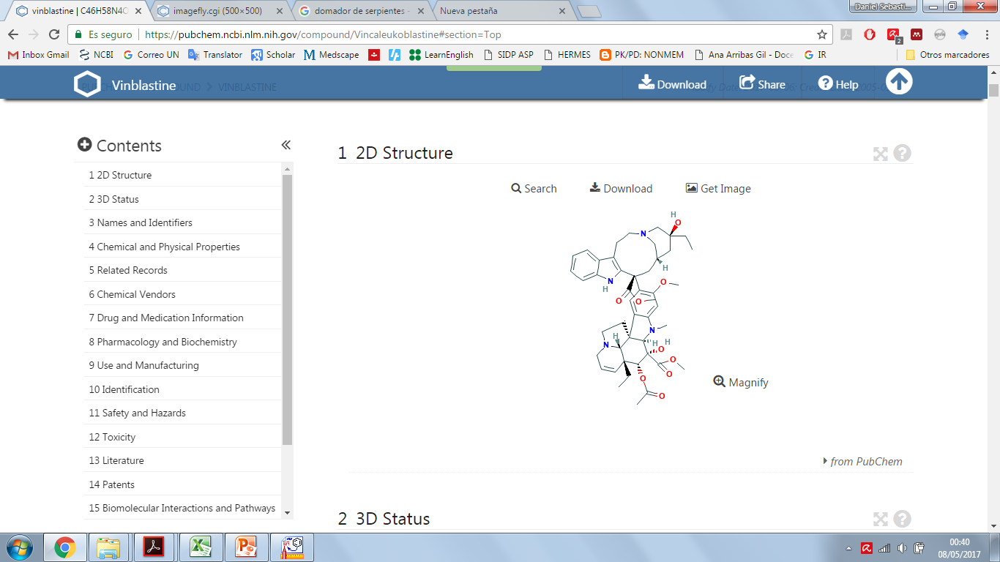 vinblastine | C46H58N4O
imagefly.cgi (500×500)
domador de serpientes -
Nueva pestaña
Daniel Sebasti...
Es seguro
https://pubchem.ncbi.nlm.nih.gov/compound/Vincaleukoblastine#section=Top
2
Inbox Gmail
NCBI
Correo UN
Translator
Scholar
Medscape
LearnEnglish
SIDP ASP
HERMES
PK/PD: NONMEM
Ana Arribas Gil - Doce
IR
Otros marcadores
Vinblastine
VINBLASTINE
Download
Share
Help
Contents
1 2D Structure
2 3D Status
3 Names and Identifiers
4 Chemical and Physical Properties
5 Related Records
6 Chemical Vendors
7 Drug and Medication Information
8 Pharmacology and Biochemistry
9 Use and Manufacturing
10 Identification
11 Safety and Hazards
12 Toxicity
13 Literature
14 Patents
15 Biomolecular Interactions and Pathways
1 2D Structure
Search
Download
Get Image
H
O
N
H
N
H
O
O
O
N
H
N
H
O
H
O
O
O
O
Magnify
from PubChem
2 3D Status
00:40
08/05/2017